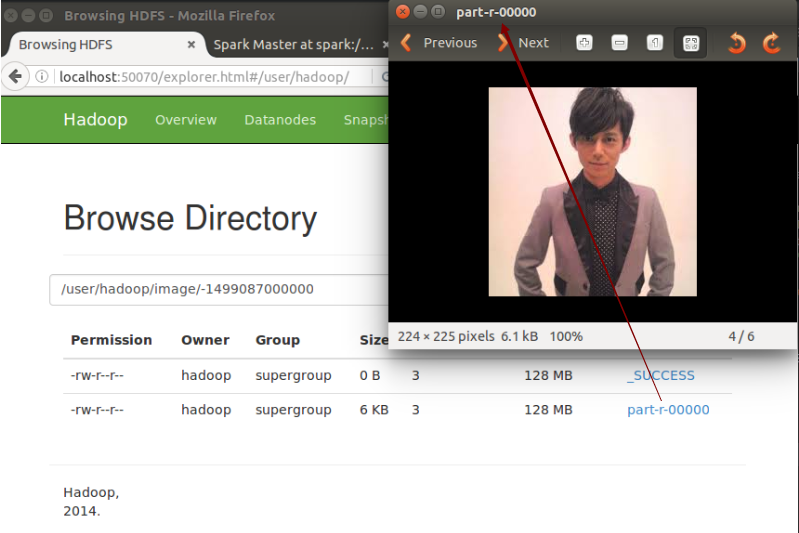 Browsing HDFS - Mozilla Firefox
Browsing HDFS
Spark Master at spark:/...
localhost:50070/explorer.html#/user/hadoop/
Hadoop
Overview
Datanodes
Snapsh
Browse Directory
/user/hadoop/image/-1499087000000
Permission Owner Group Size
-rw-r--r-- hadoop supergroup 0 B 3 128 MB _SUCCESS
-rw-r--r-- hadoop supergroup 6 KB 3 128 MB part-r-00000
Hadoop,
2014.
part-r-00000
Previous
Next
224 × 225 pixels 6.1 kB 100% 4 / 6